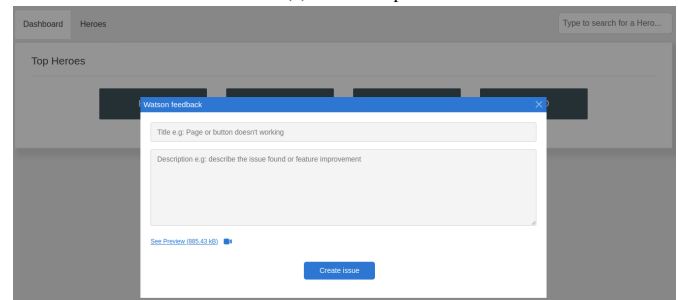 Dashboard Heroes Type to search for a Hero...
Top Heroes
Watson feedback
Title e.g: Page or button doesn't working
Description e.g: describe the issue found or feature improvement
See Preview (885.43 kB)
Create issue